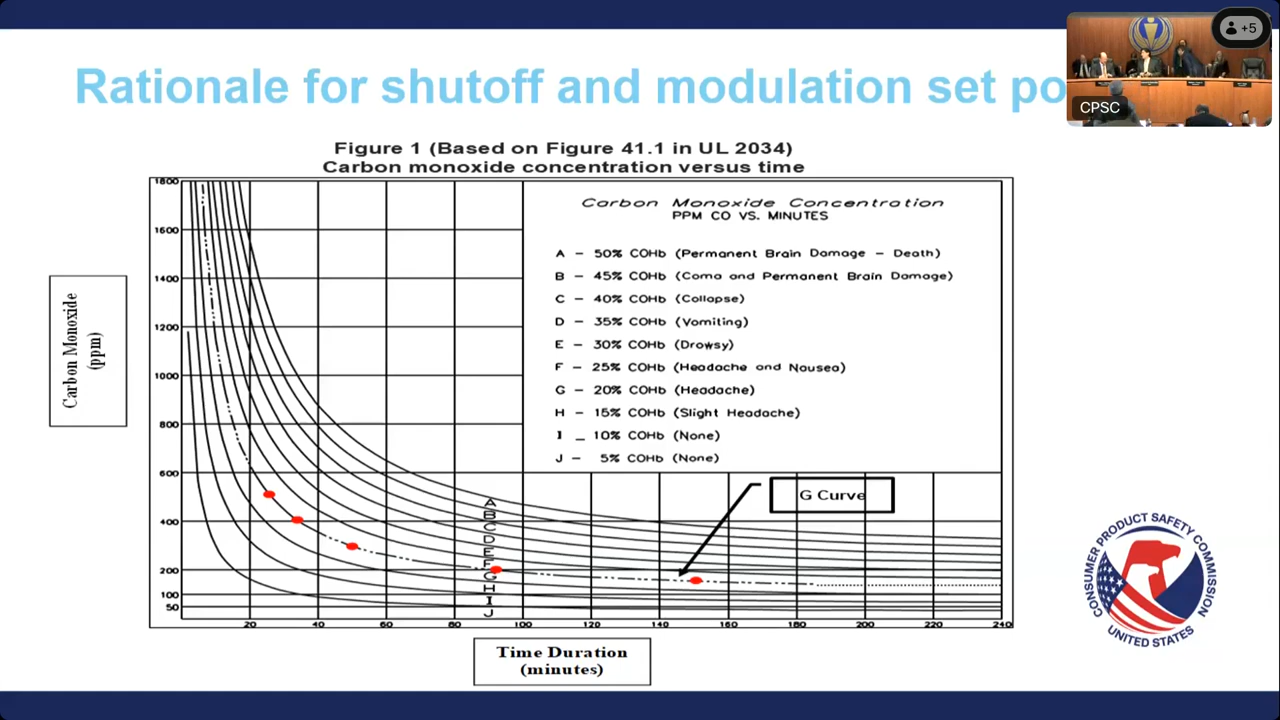 Rationale for shutoff and modulation set po
+5
CPSC
Figure 1 (Based on Figure 41.1 in UL 2034)
Carbon monoxide concentration versus time
Carbon Monoxide
(ppm)
1800
1600
1400
1200
1000
800
600
400
200
100
50
Carbon Monoxide Concentration
PPM CO VS. MINUTES
A – 50% COHb (Permanent Brain Damage – Death)
B – 45% COHb (Coma and Permanent Brain Damage)
C – 40% COHb (Collapse)
D – 35% COHb (Vomiting)
E – 30% COHb (Drowsy)
F – 25% COHb (Headache and Nausea)
G – 20% COHb (Headache)
H – 15% COHb (Slight Headache)
I _ 10% COHb (None)
J – 5% COHb (None)
G Curve
A
B
C
D
E
F
G
H
I
J
20 40 60 80 100 120 140 160 180 200 220 240
Time Duration
(minutes)
CONSUMER PRODUCT SAFETY COMMISSION
UNITED STATES